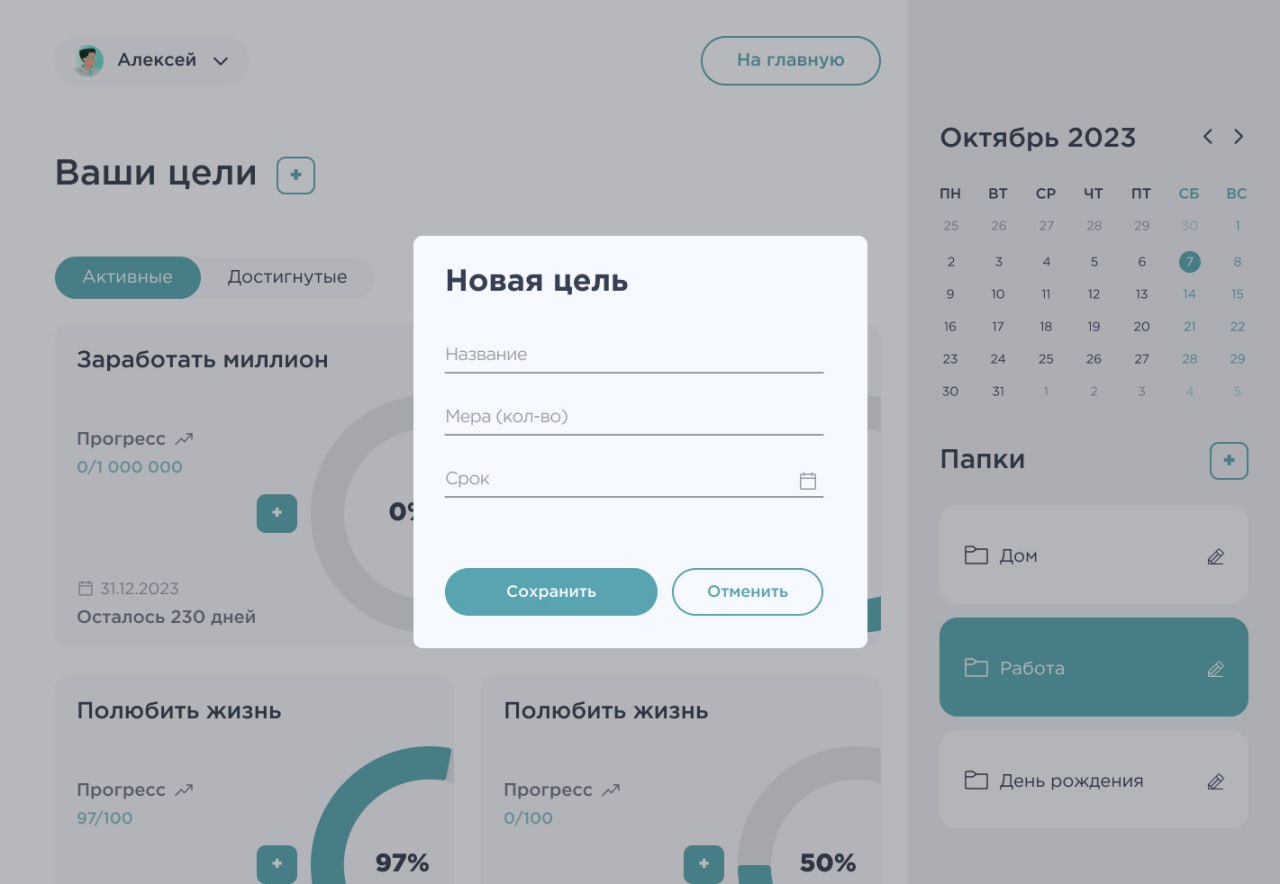 Алексей
На главную
Ваши цели
+
Активные
Достигнутые
Заработать миллион
Прогресс
0/1 000 000
+
31.12.2023
Осталось 230 дней
Новая цель
Название
Мера (кол-во)
Срок
Сохранить
Отменить
Полюбить жизнь
Прогресс
97/100
+
97%
Полюбить жизнь
Прогресс
0/100
+
50%
Октябрь 2023
ПН ВТ СР ЧТ ПТ СБ ВС
25 26 27 28 29 30 1
2 3 4 5 6 7 8
9 10 11 12 13 14 15
16 17 18 19 20 21 22
23 24 25 26 27 28 29
30 31 1 2 3 4 5
Папки
+
Дом
Работа
День рождения